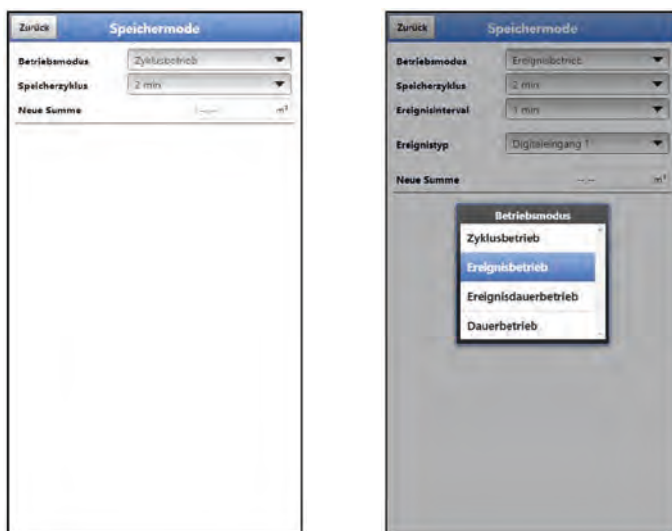 Zurück Speichermode
Betriebsmodus Zyklusbetrieb
Speicherzyklus 2 min
Neue Summe --,-- m³
Zurück Speichermode
Betriebsmodus Ereignisbetrieb
Speicherzyklus 2 min
Ereignisinterval 1 min
Ereignistyp Digitaleingang 1
Neue Summe --,-- m³
Betriebsmodus
Zyklusbetrieb
Ereignisbetrieb
Ereignisdauerbetrieb
Dauerbetrieb